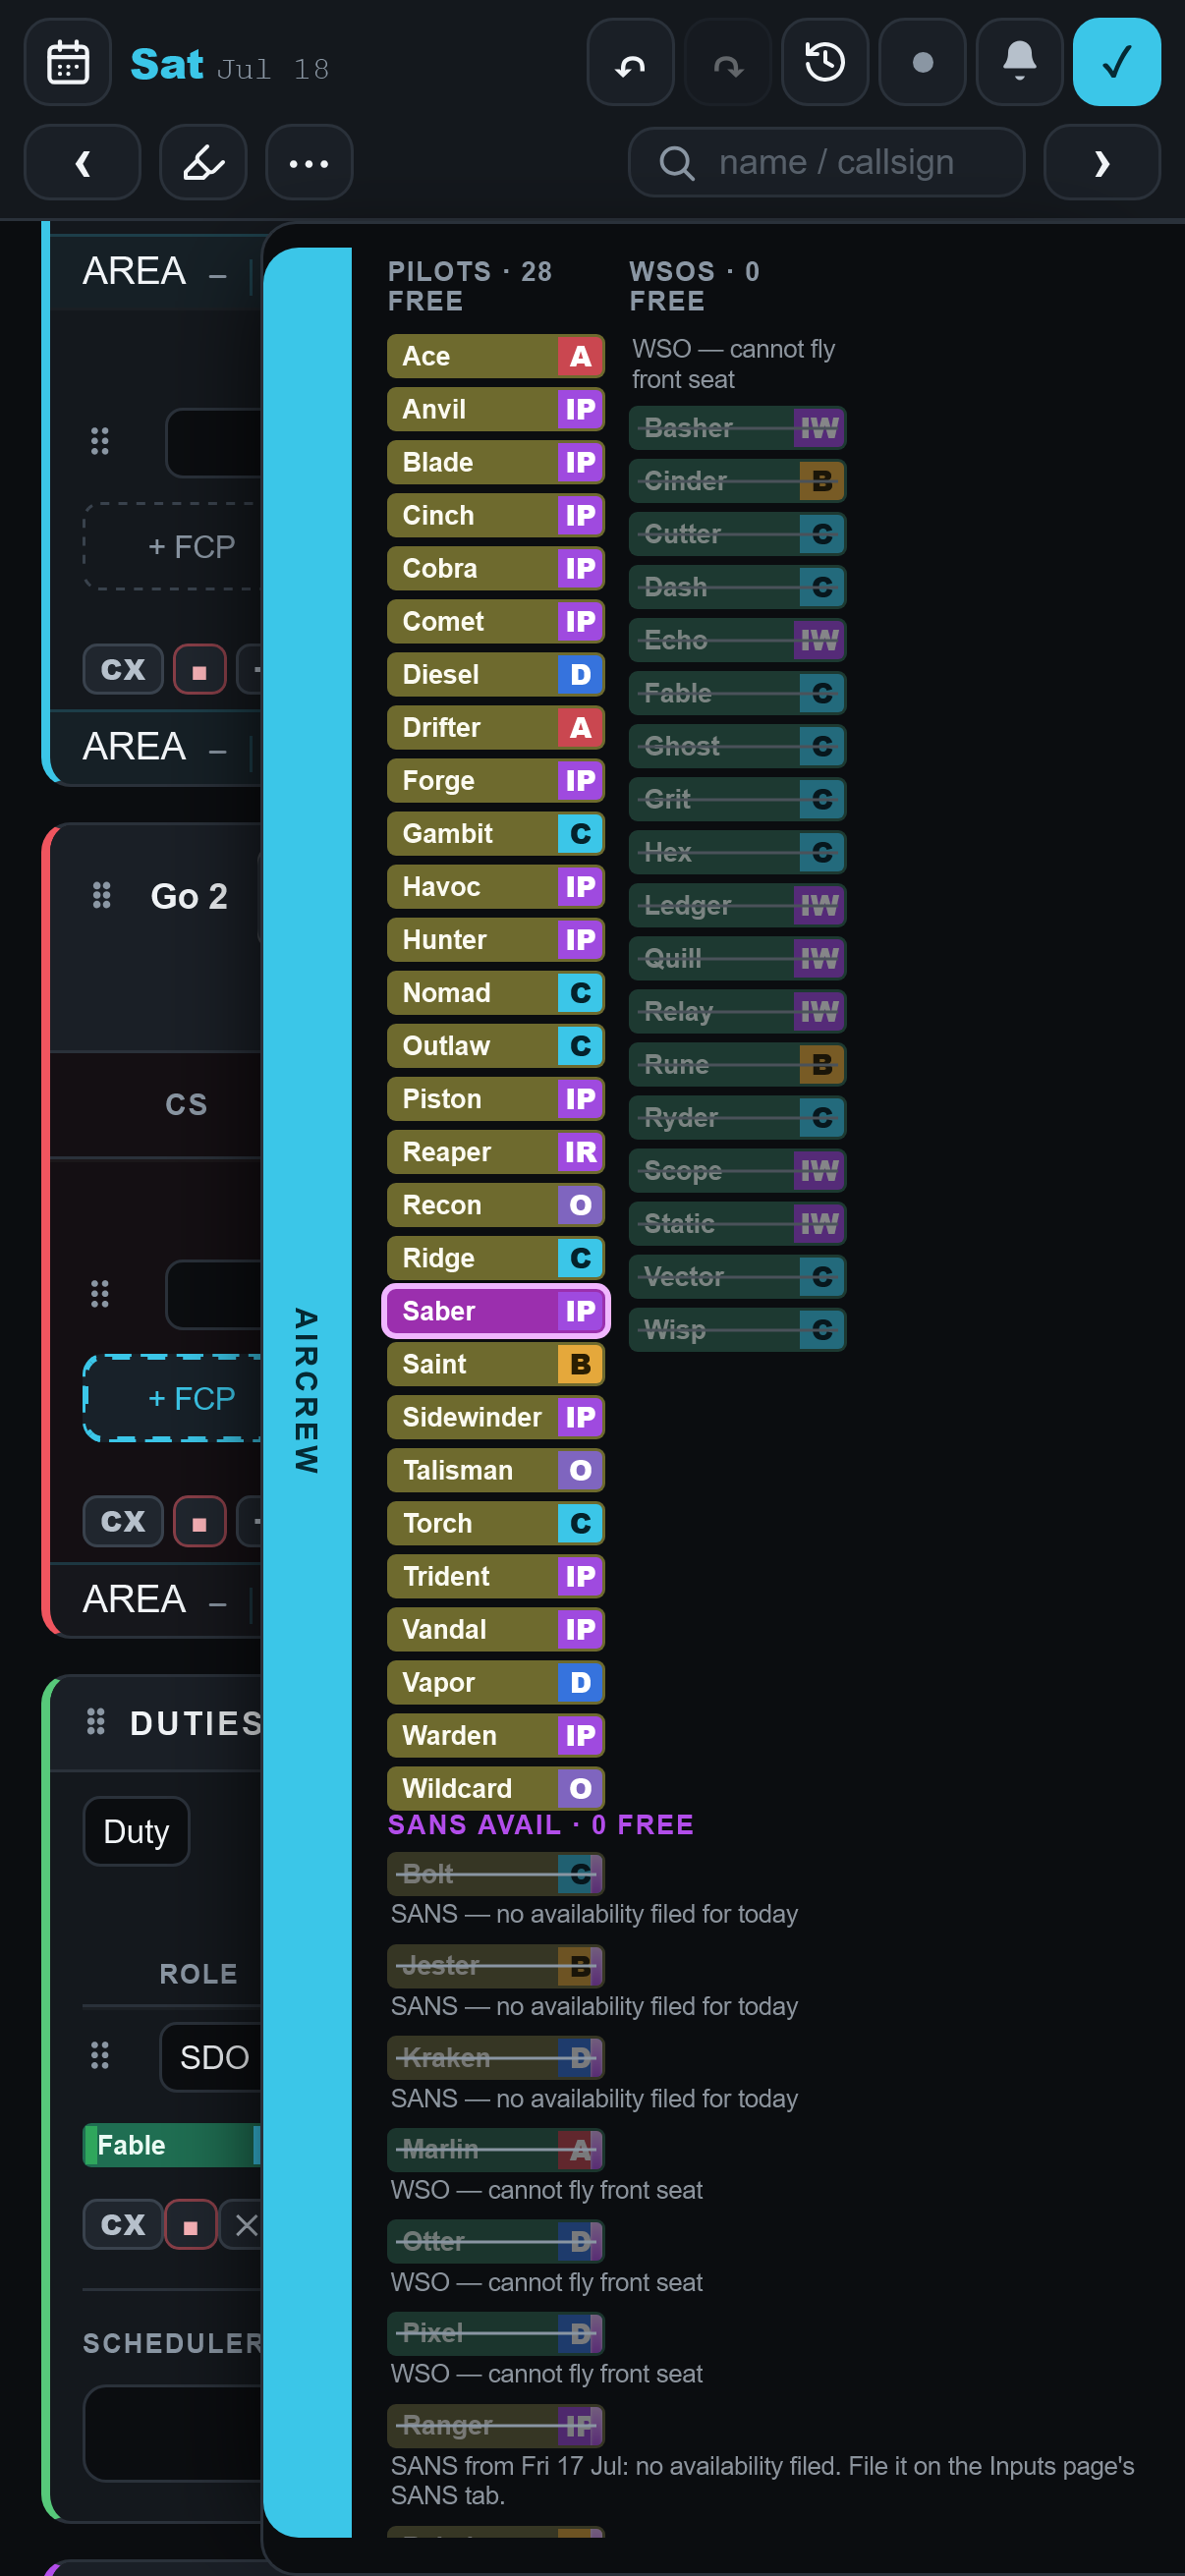 Sat Jul 18
name / callsign
AREA –
+ FCP
CX
AREA –
Go 2
CS
+ FCP
CX
AREA –
DUTIES
Duty
ROLE
SDO
Fable
CX
SCHEDULER
AIRCREW
PILOTS · 28
FREE
Ace A
Anvil IP
Blade IP
Cinch IP
Cobra IP
Comet IP
Diesel D
Drifter A
Forge IP
Gambit C
Havoc IP
Hunter IP
Nomad C
Outlaw C
Piston IP
Reaper IR
Recon O
Ridge C
Saber IP
Saint B
Sidewinder IP
Talisman O
Torch C
Trident IP
Vandal IP
Vapor D
Warden IP
Wildcard O
WSOS · 0
FREE
WSO — cannot fly
front seat
Basher IW
Cinder B
Cutter C
Dash C
Echo IW
Fable C
Ghost C
Grit C
Hex C
Ledger IW
Quill IW
Relay IW
Rune B
Ryder C
Scope IW
Static IW
Vector C
Wisp C
SANS AVAIL · 0 FREE
Bolt C
SANS — no availability filed for today
Jester B
SANS — no availability filed for today
Kraken D
SANS — no availability filed for today
Marlin A
WSO — cannot fly front seat
Otter D
WSO — cannot fly front seat
Pixel D
WSO — cannot fly front seat
Ranger IP
SANS from Fri 17 Jul: no availability filed. File it on the Inputs page's
SANS tab.